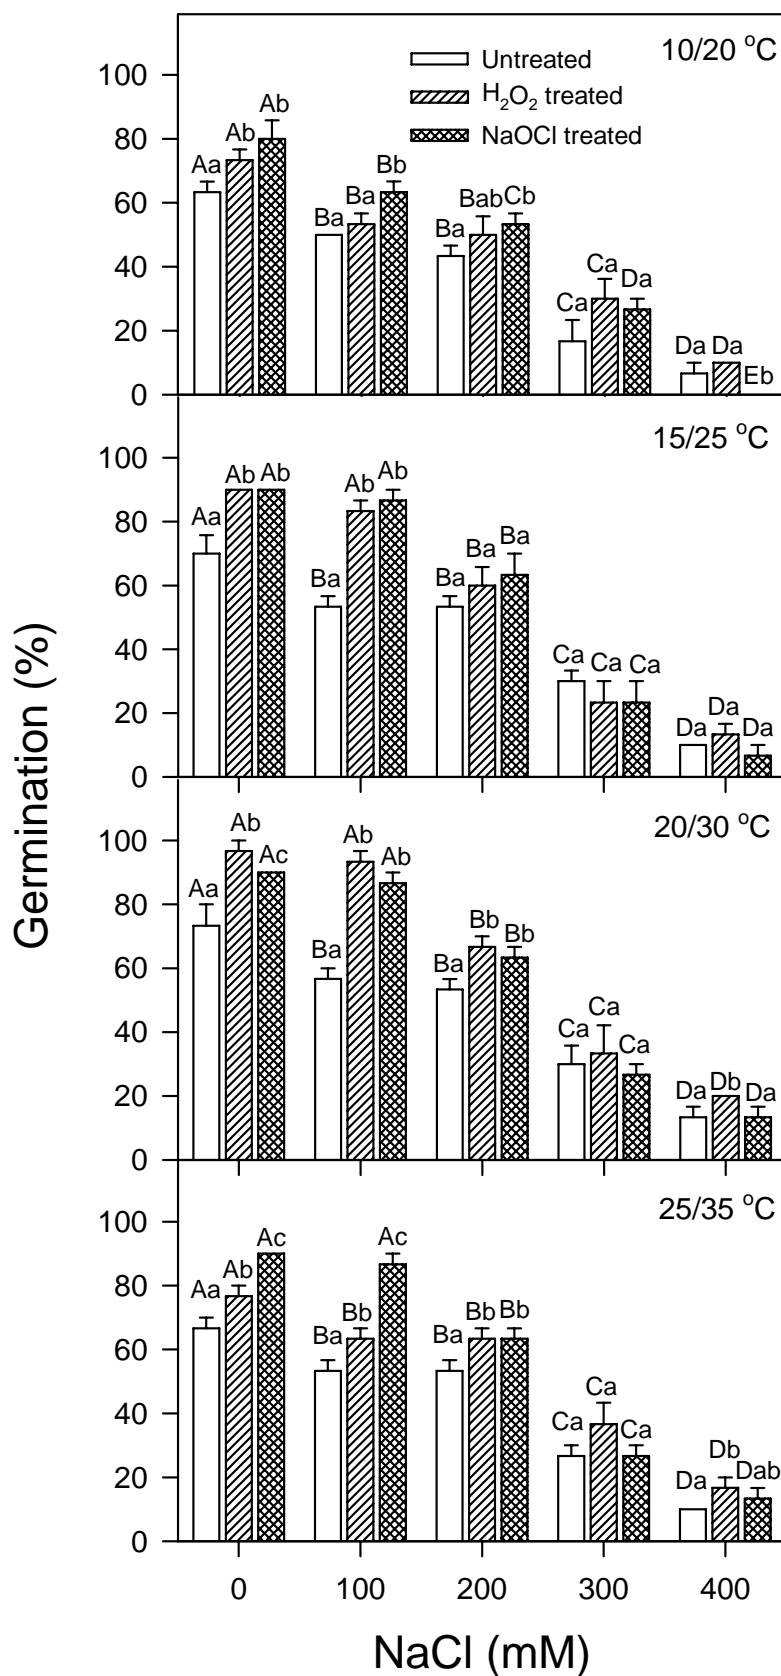 10/20 °C
Untreated
H₂O₂ treated
NaOCl treated
100
80
60
40
20
0
Aa Ab Ab
Ba Ba Bb
Ba Bab Cb
Ca Ca Da
Da Da Eb
15/25 °C
100
80
60
40
20
0
Aa Ab Ab
Ba Ab Ab
Ba Ba Ba
Ca Ca Ca
Da Da Da
20/30 °C
100
80
60
40
20
0
Aa Ab Ac
Ba Ab Ab
Ba Bb Bb
Ca Ca Ca
Da Db Da
25/35 °C
100
80
60
40
20
0
Aa Ab Ac
Ba Bb Ac
Ba Bb Bb
Ca Ca Ca
Da Db Dab
0 100 200 300 400
NaCl (mM)
Germination (%)